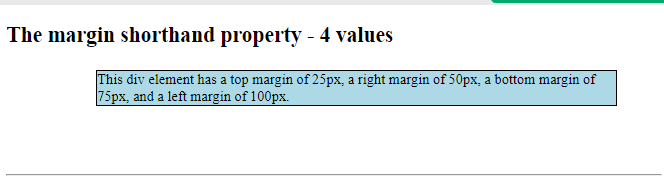 The margin shorthand property - 4 values
This div element has a top margin of 25px, a right margin of 50px, a bottom margin of
75px, and a left margin of 100px.